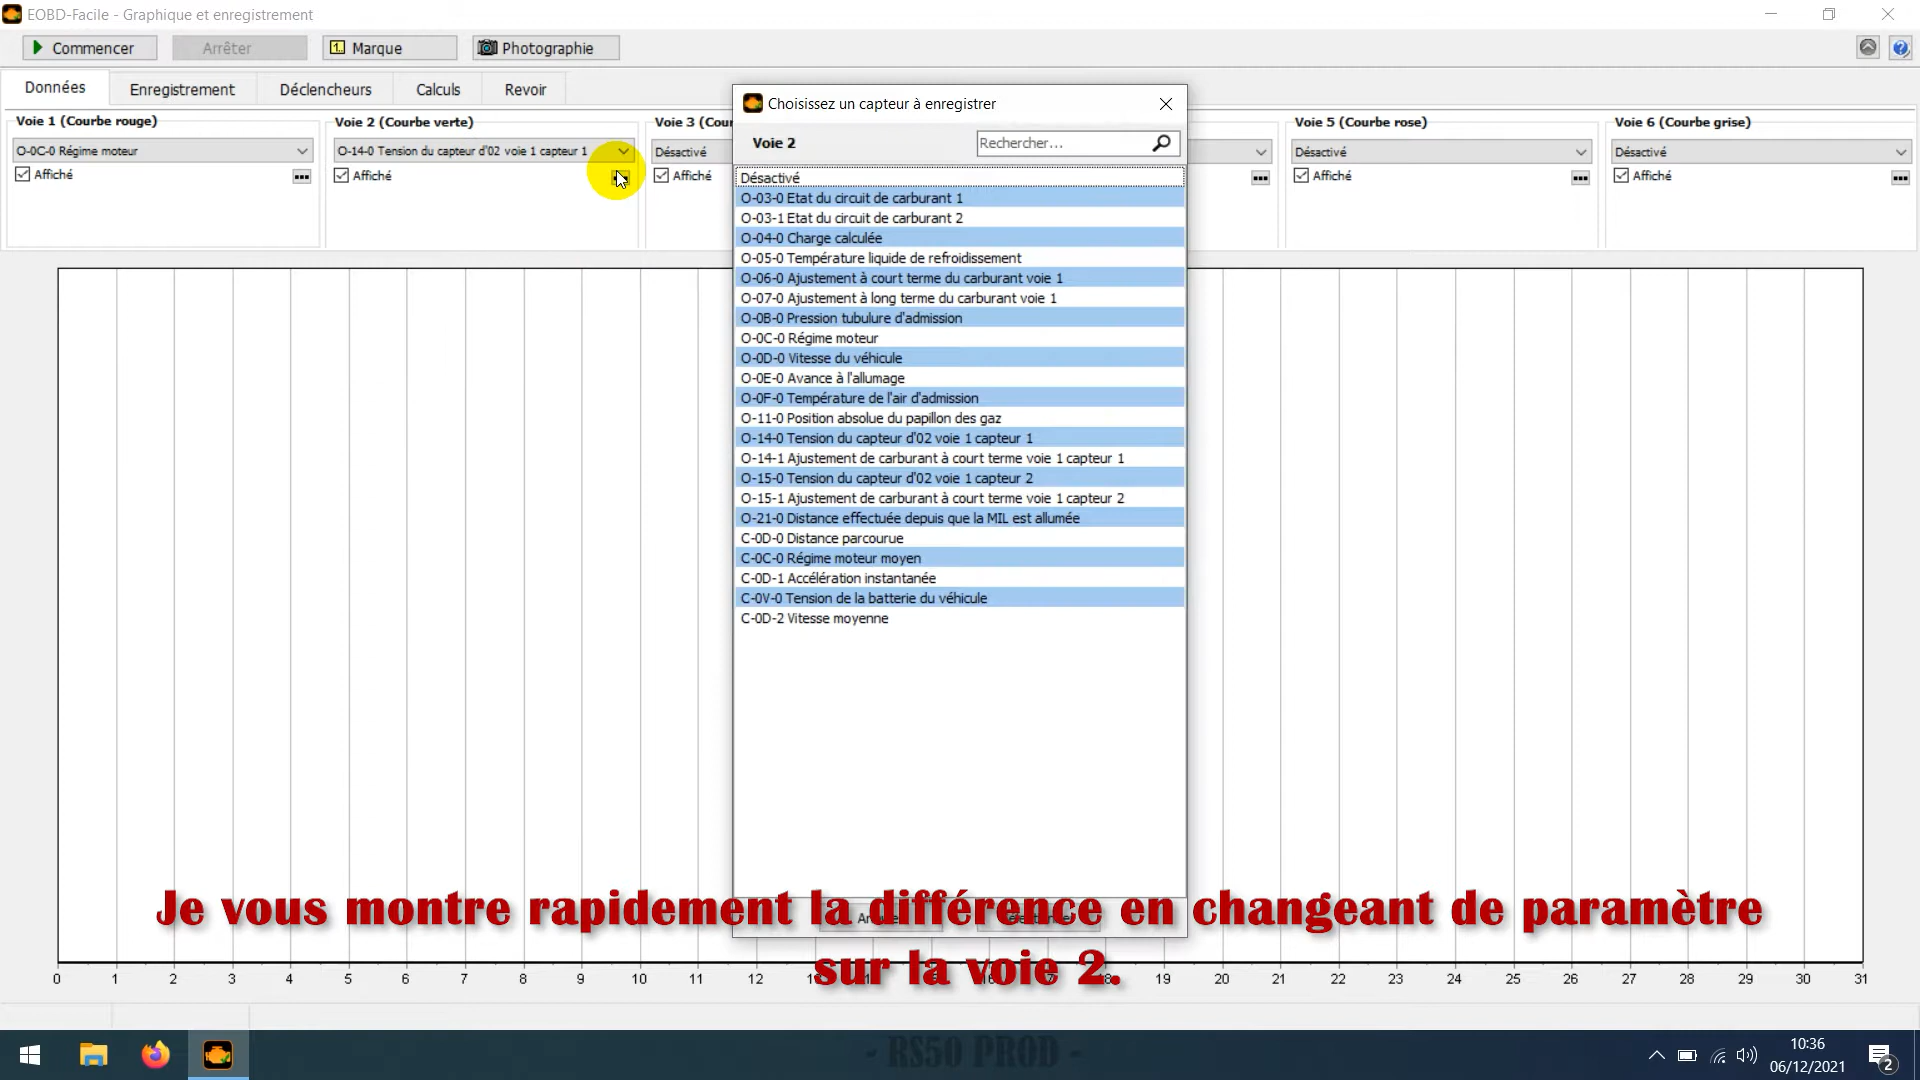 EOBD-Facile - Graphique et enregistrement
Commencer
Arrêter
Marque
Photographie
Données
Enregistrement
Déclencheurs
Calculs
Revoir
Voie 1 (Courbe rouge)
O-0C-0 Régime moteur
Affiché
Voie 2 (Courbe verte)
O-14-0 Tension du capteur d'O2 voie 1 capteur 1
Affiché
Voie 3 (Cour
Désactivé
Affiché
Voie 5 (Courbe rose)
Désactivé
Affiché
Voie 6 (Courbe grise)
Désactivé
Affiché
Choisissez un capteur à enregistrer
Voie 2
Rechercher...
Désactivé
O-03-0 Etat du circuit de carburant 1
O-03-1 Etat du circuit de carburant 2
O-04-0 Charge calculée
O-05-0 Température liquide de refroidissement
O-06-0 Ajustement à court terme du carburant voie 1
O-07-0 Ajustement à long terme du carburant voie 1
O-0B-0 Pression tubulure d'admission
O-0C-0 Régime moteur
O-0D-0 Vitesse du véhicule
O-0E-0 Avance à l'allumage
O-0F-0 Température de l'air d'admission
O-11-0 Position absolue du papillon des gaz
O-14-0 Tension du capteur d'O2 voie 1 capteur 1
O-14-1 Ajustement de carburant à court terme voie 1 capteur 1
O-15-0 Tension du capteur d'O2 voie 1 capteur 2
O-15-1 Ajustement de carburant à court terme voie 1 capteur 2
O-21-0 Distance effectuée depuis que la MIL est allumée
C-0D-0 Distance parcourue
C-0C-0 Régime moteur moyen
C-0D-1 Accélération instantanée
C-0V-0 Tension de la batterie du véhicule
C-0D-2 Vitesse moyenne
Je vous montre rapidement la différence en changeant de paramètre
sur la voie 2.
0 1 2 3 4 5 6 7 8 9 10 11 12 19 20 21 22 23 24 25 26 27 28 29 30 31
- RS50 PROD -
10:36
06/12/2021
2